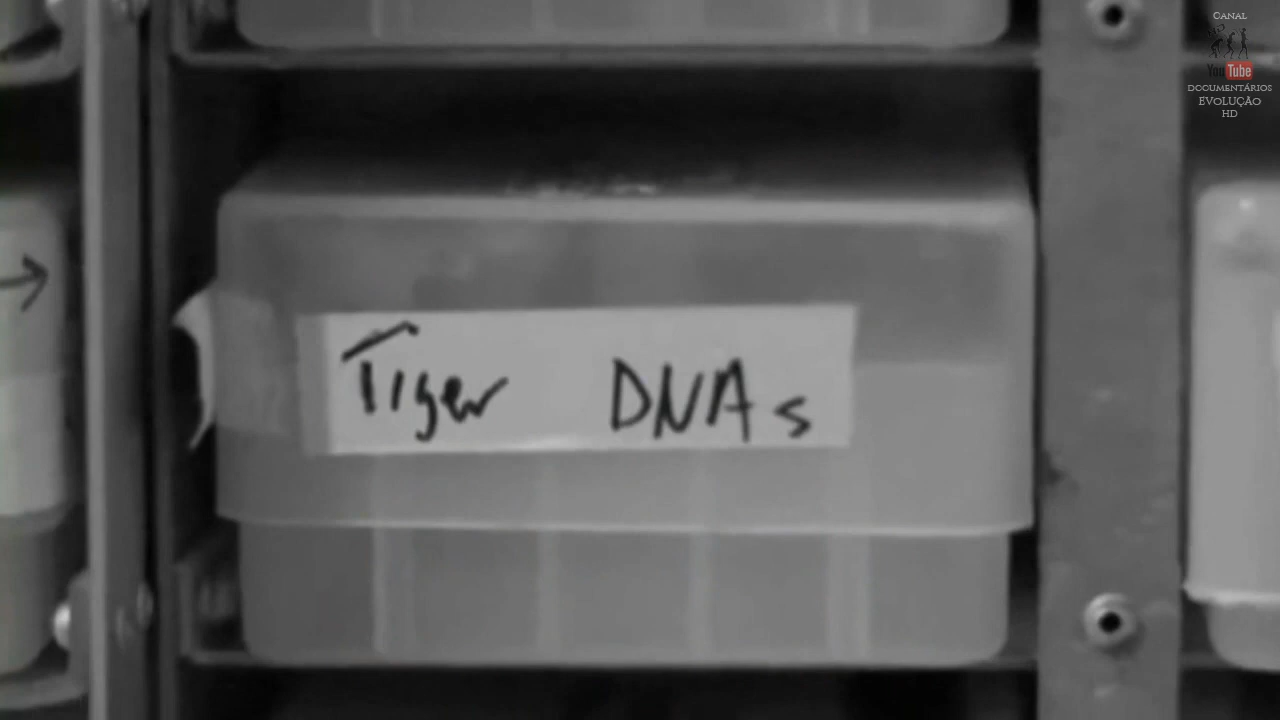 Canal
YouTube
Documentários
Evolução
HD
Tiger DNAs